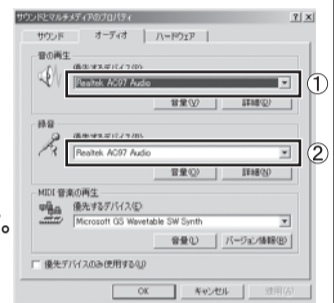 サウンドとマルチメディアのプロパティ
サウンド オーディオ ハードウェア
音の再生
優先するデバイス(P)
Realtek AC97 Audio
①
音量(V) 詳細(D)
録音
優先するデバイス(R)
Realtek AC97 Audio
②
音量(O) 詳細(N)
MIDI 音楽の再生
優先するデバイス(E)
Microsoft GS Wavetable SW Synth
。
音量(L) バージョン情報(B)
優先デバイスのみ使用する(U)
OK キャンセル 適用(A)